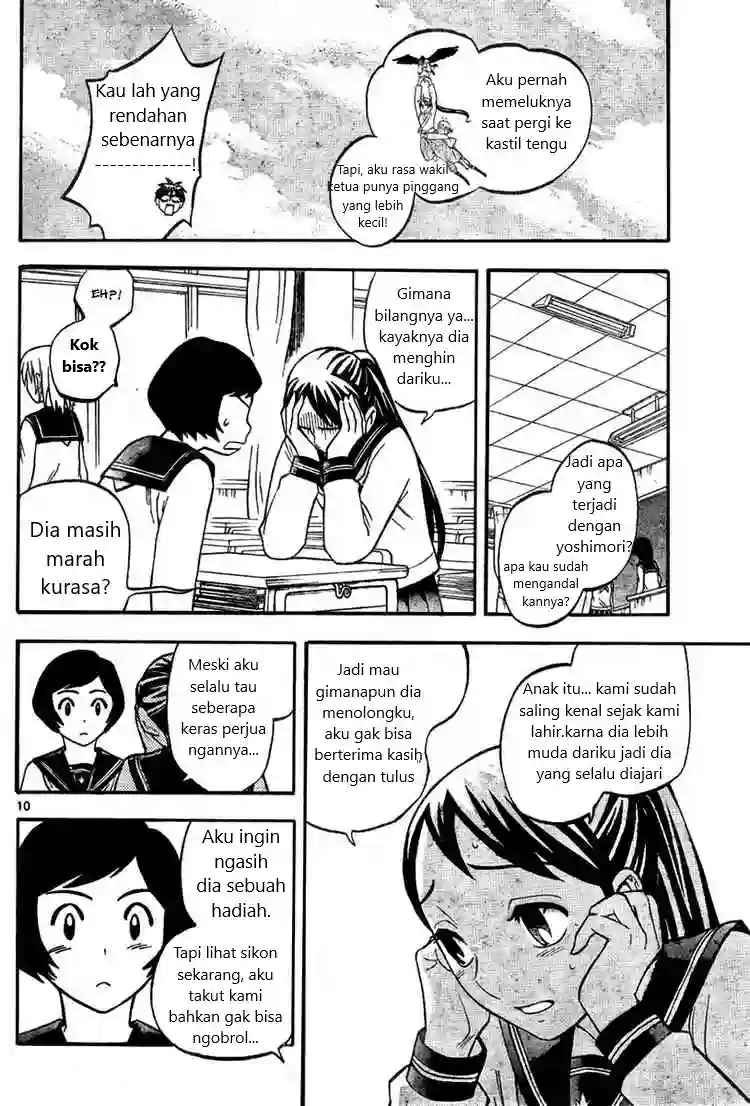 Aku pernah
memeluknya
saat pergi ke
kastil tengu
Tapi, aku rasa wakil
ketua punya pinggang
yang lebih
kecil!
Kau lah yang
rendahan
sebenarnya
--------------!
Jadi apa
yang
terjadi
dengan
yoshimori?
apa kau sudah
mengandal
kannya?
Gimana
bilangnya ya...
kayaknya dia
menghin
dariku...
EHP!
Kok
bisa??
Dia masih
marah
kurasa?
Anak itu... kami sudah
saling kenal sejak kami
lahir.karna dia lebih
muda dariku jadi dia
yang selalu diajari
Jadi mau
gimanapun dia
menolongku,
aku gak bisa
berterima kasih
dengan tulus
Meski aku
selalu tau
seberapa
keras perjua
ngannya...
10
Aku ingin
ngasih
dia sebuah
hadiah.
Tapi lihat sikon
sekarang, aku
takut kami
bahkan gak bisa
ngobrol...